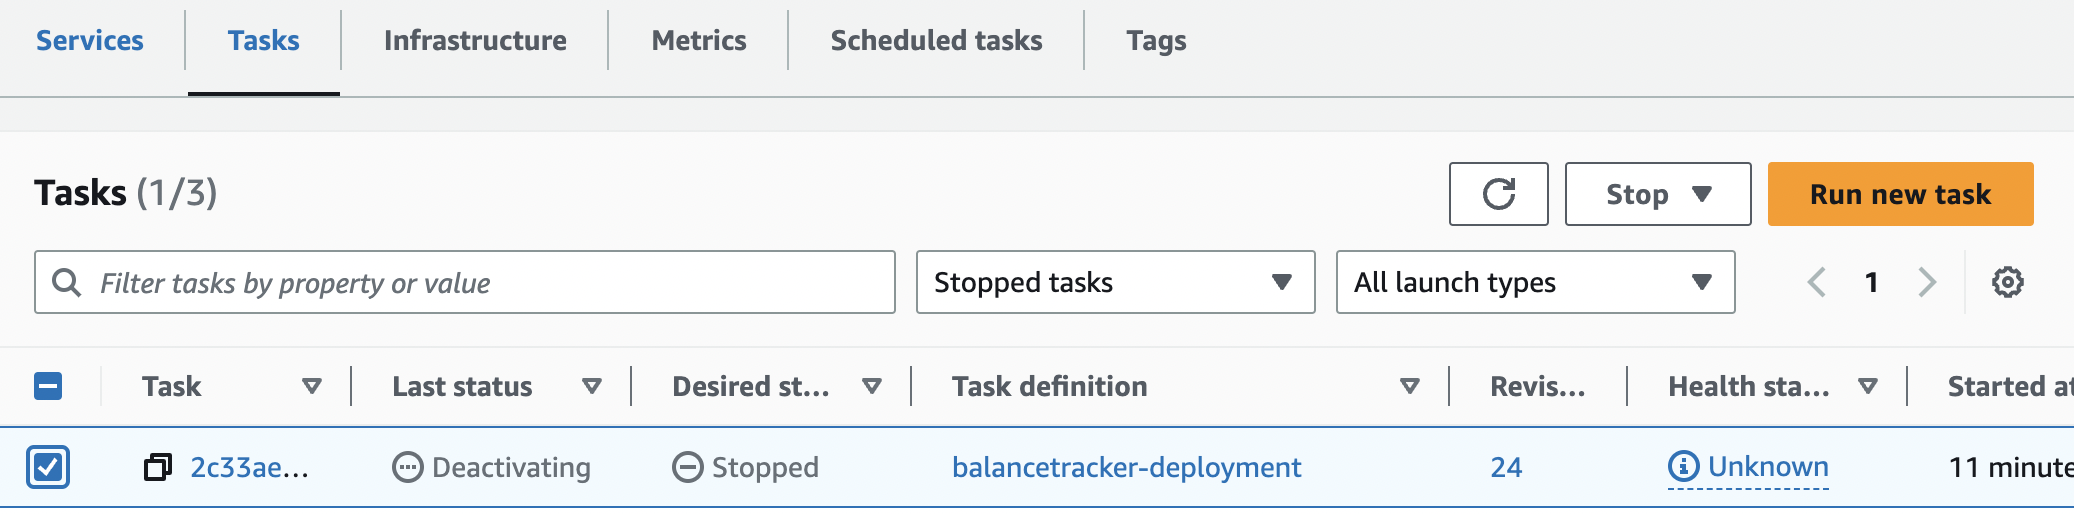 Services Tasks Infrastructure Metrics Scheduled tasks Tags
Tasks (1/3) Stop Run new task
Filter tasks by property or value Stopped tasks All launch types 1
Task Last status Desired st... Task definition Revis... Health sta... Started at
2c33ae... Deactivating Stopped balancetracker-deployment 24 Unknown 11 minute